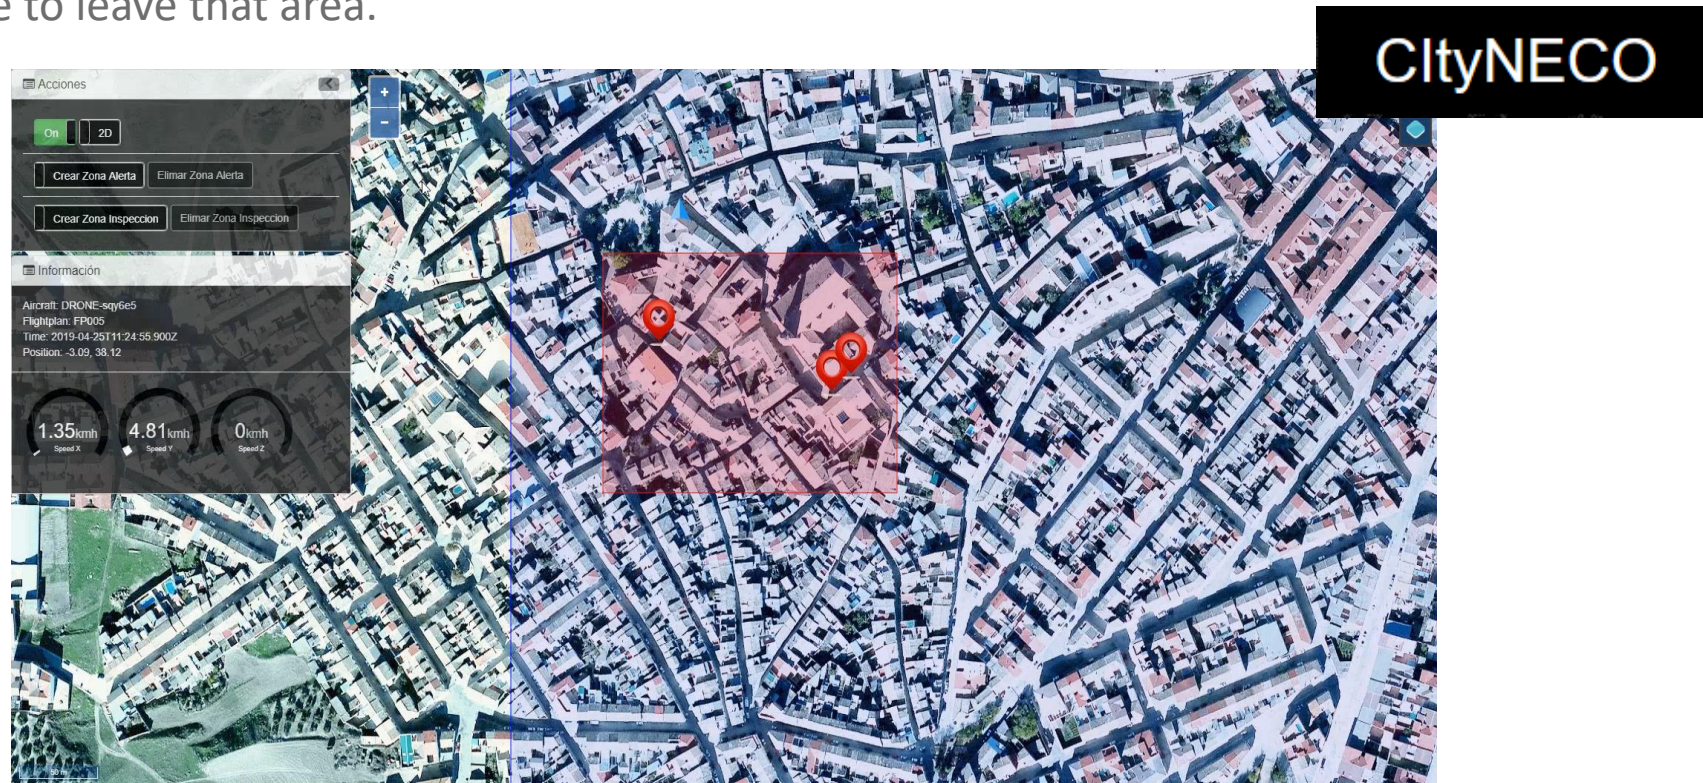 e to leave that area.
CItyNECO
Acciones
+
On 2D
-
Crear Zona Alerta Elimar Zona Alerta
Crear Zona Inspeccion Elimar Zona Inspeccion
Información
Aircraft: DRONE-sqy6e5
Flightplan: FP005
Time: 2019-04-25T11:24:55.900Z
Position: -3.09, 38.12
1.35kmh 4.81kmh 0kmh
Speed X Speed Y Speed Z
50 m